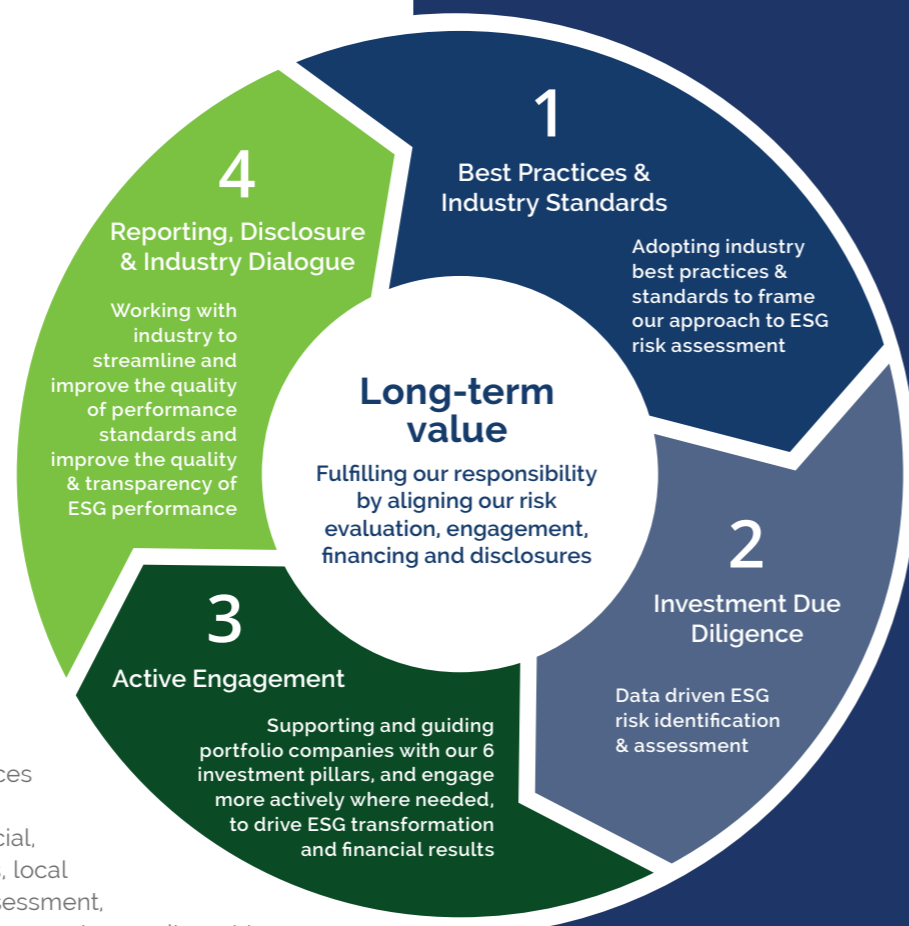 1
Best Practices &
Industry Standards
Adopting industry
best practices &
standards to frame
our approach to ESG
risk assessment
2
Investment Due
Diligence
Data driven ESG
risk identification
& assessment
3
Active Engagement
Supporting and guiding
portfolio companies with our 6
investment pillars, and engage
more actively where needed,
to drive ESG transformation
and financial results
4
Reporting, Disclosure
& Industry Dialogue
Working with
industry to
streamline and
improve the quality
of performance
standards and
improve the quality
& transparency of
ESG performance
Long-term
value
Fulfilling our responsibility
by aligning our risk
evaluation, engagement,
financing and disclosures
local